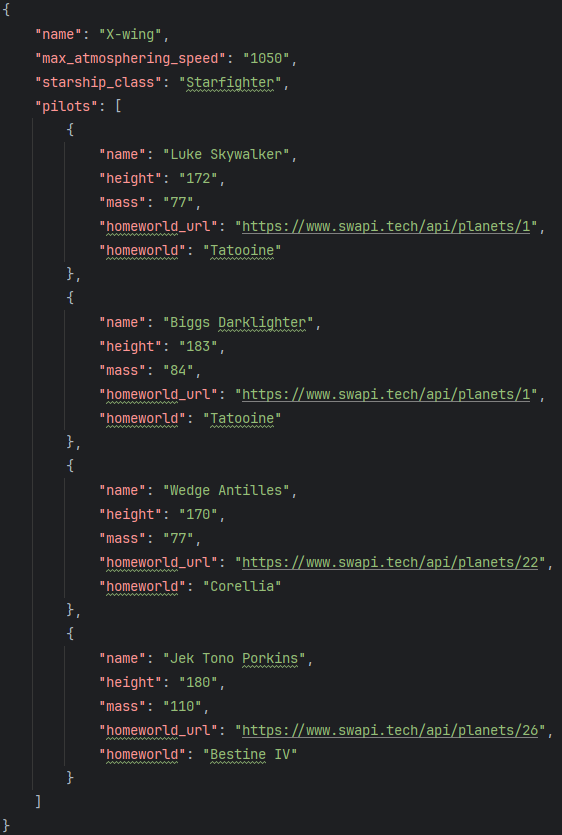 {
    "name": "X-wing",
    "max_atmosphering_speed": "1050",
    "starship_class": "Starfighter",
    "pilots": [
        {
            "name": "Luke Skywalker",
            "height": "172",
            "mass": "77",
            "homeworld_url": "https://www.swapi.tech/api/planets/1",
            "homeworld": "Tatooine"
        },
        {
            "name": "Biggs Darklighter",
            "height": "183",
            "mass": "84",
            "homeworld_url": "https://www.swapi.tech/api/planets/1",
            "homeworld": "Tatooine"
        },
        {
            "name": "Wedge Antilles",
            "height": "170",
            "mass": "77",
            "homeworld_url": "https://www.swapi.tech/api/planets/22",
            "homeworld": "Corellia"
        },
        {
            "name": "Jek Tono Porkins",
            "height": "180",
            "mass": "110",
            "homeworld_url": "https://www.swapi.tech/api/planets/26",
            "homeworld": "Bestine IV"
        }
    ]
}